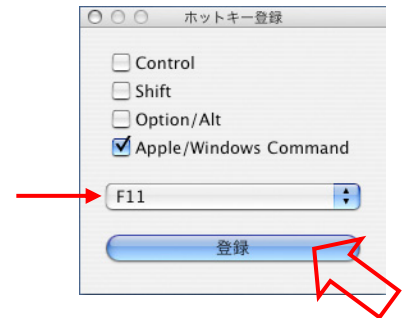 ホットキー登録
Control
Shift
Option/Alt
Apple/Windows Command
F11
登録